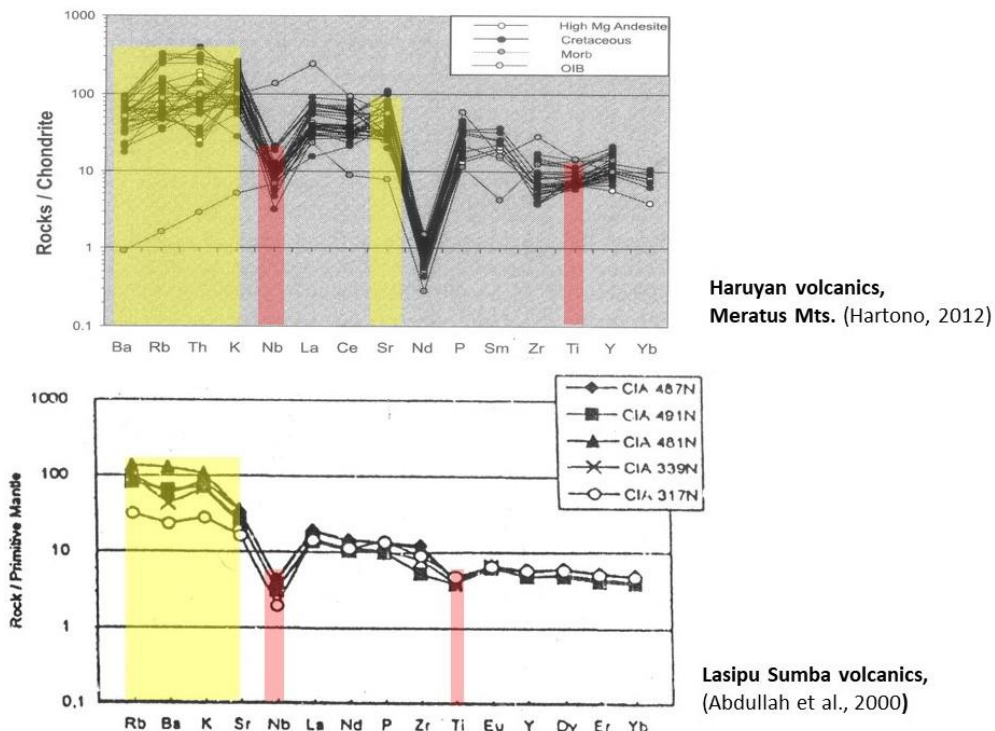 1000
100
10
1
0.1
Rocks / Chondrite
High Mg Andesite
Cretaceous
Morb
OIB
Ba Rb Th K Nb La Ce Sr Nd P Sm Zr Ti Y Yb
Haruyan volcanics,
Meratus Mts. (Hartono, 2012)
1000
100
10
1
0.1
Rock / Primitive Mantle
CIA 487N
CIA 491N
CIA 481N
CIA 339N
CIA 317N
Rb Ba K Sr Nb La Nd P Zr Ti Eu Y Dy Er Yb
Lasipu Sumba volcanics,
(Abdullah et al., 2000)